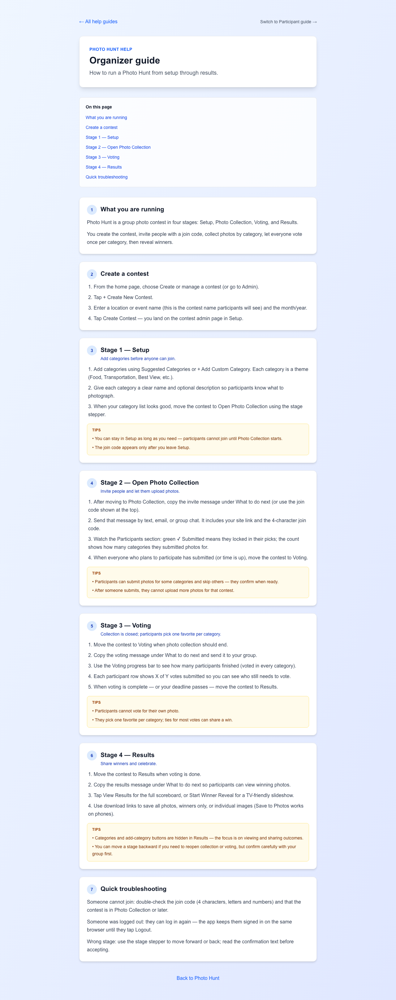 ← All help guides
Switch to Participant guide →
PHOTO HUNT HELP
Organizer guide
How to run a Photo Hunt from setup through results.
On this page
What you are running
Create a contest
Stage 1 — Setup
Stage 2 — Open Photo Collection
Stage 3 — Voting
Stage 4 — Results
Quick troubleshooting
1 What you are running
Photo Hunt is a group photo contest in four stages: Setup, Photo Collection, Voting, and Results.
You create the contest, invite people with a join code, collect photos by category, let everyone vote
once per category, then reveal winners.
2 Create a contest
1. From the home page, choose Create or manage a contest (or go to Admin).
2. Tap + Create New Contest.
3. Enter a location or event name (this is the contest name participants will see) and the month/year.
4. Tap Create Contest — you land on the contest admin page in Setup.
3 Stage 1 — Setup
Add categories before anyone can join.
1. Add categories using Suggested Categories or + Add Custom Category. Each category is a theme
(Food, Transportation, Best View, etc.).
2. Give each category a clear name and optional description so participants know what to
photograph.
3. When your category list looks good, move the contest to Open Photo Collection using the stage
stepper.
TIPS
• You can stay in Setup as long as you need — participants cannot join until Photo Collection starts.
• The join code appears only after you leave Setup.
4 Stage 2 — Open Photo Collection
Invite people and let them upload photos.
1. After moving to Photo Collection, copy the invite message under What to do next (or use the join
code shown at the top).
2. Send that message by text, email, or group chat. It includes your site link and the 4-character join
code.
3. Watch the Participants section: green ✓ Submitted means they locked in their picks; the count
shows how many categories they submitted photos for.
4. When everyone who plans to participate has submitted (or time is up), move the contest to Voting.
TIPS
• Participants can submit photos for some categories and skip others — they confirm when ready.
• After someone submits, they cannot upload more photos for that contest.
5 Stage 3 — Voting
Collection is closed; participants pick one favorite per category.
1. Move the contest to Voting when photo collection should end.
2. Copy the voting message under What to do next and send it to your group.
3. Use the Voting progress bar to see how many participants finished (voted in every category).
4. Each participant row shows X of Y votes submitted so you can see who still needs to vote.
5. When voting is complete — or your deadline passes — move the contest to Results.
TIPS
• Participants cannot vote for their own photo.
• They pick one favorite per category; ties for most votes can share a win.
6 Stage 4 — Results
Share winners and celebrate.
1. Move the contest to Results when voting is done.
2. Copy the results message under What to do next so participants can view winning photos.
3. Tap View Results for the full scoreboard, or Start Winner Reveal for a TV-friendly slideshow.
4. Use download links to save all photos, winners only, or individual images (Save to Photos works
on phones).
TIPS
• Categories and add-category buttons are hidden in Results — the focus is on viewing and sharing outcomes.
• You can move a stage backward if you need to reopen collection or voting, but confirm carefully with your
group first.
7 Quick troubleshooting
Someone cannot join: double-check the join code (4 characters, letters and numbers) and that the
contest is in Photo Collection or later.
Someone was logged out: they can log in again — the app keeps them signed in on the same
browser until they tap Logout.
Wrong stage: use the stage stepper to move forward or back; read the confirmation text before
accepting.
Back to Photo Hunt